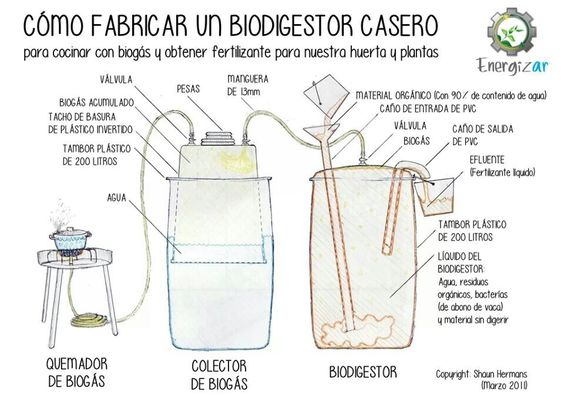 CÓMO FABRICAR UN BIODIGESTOR CASERO
para cocinar con biogás y obtener fertilizante para nuestra huerta y plantas
Energizar
VÁLVULA
BIOGÁS ACUMULADO
TACHO DE BASURA
DE PLÁSTICO INVERTIDO
TAMBOR PLÁSTICO
DE 200 LITROS
AGUA
PESAS
MANGUERA
DE 13mm
MATERIAL ORGÁNICO (Con 90% de contenido de agua)
CAÑO DE ENTRADA DE PVC
VÁLVULA
BIOGÁS
CAÑO DE SALIDA
DE PVC
EFLUENTE
(Fertilizante líquido)
TAMBOR PLÁSTICO
DE 200 LITROS
LÍQUIDO DEL
BIODIGESTOR:
Agua, residuos
orgánicos, bacterías
(de abono de vaca)
y material sin digerir
QUEMADOR
DE BIOGÁS
COLECTOR
DE BIOGÁS
BIODIGESTOR
Copyright: Shaun Hermans
(Marzo 2011)